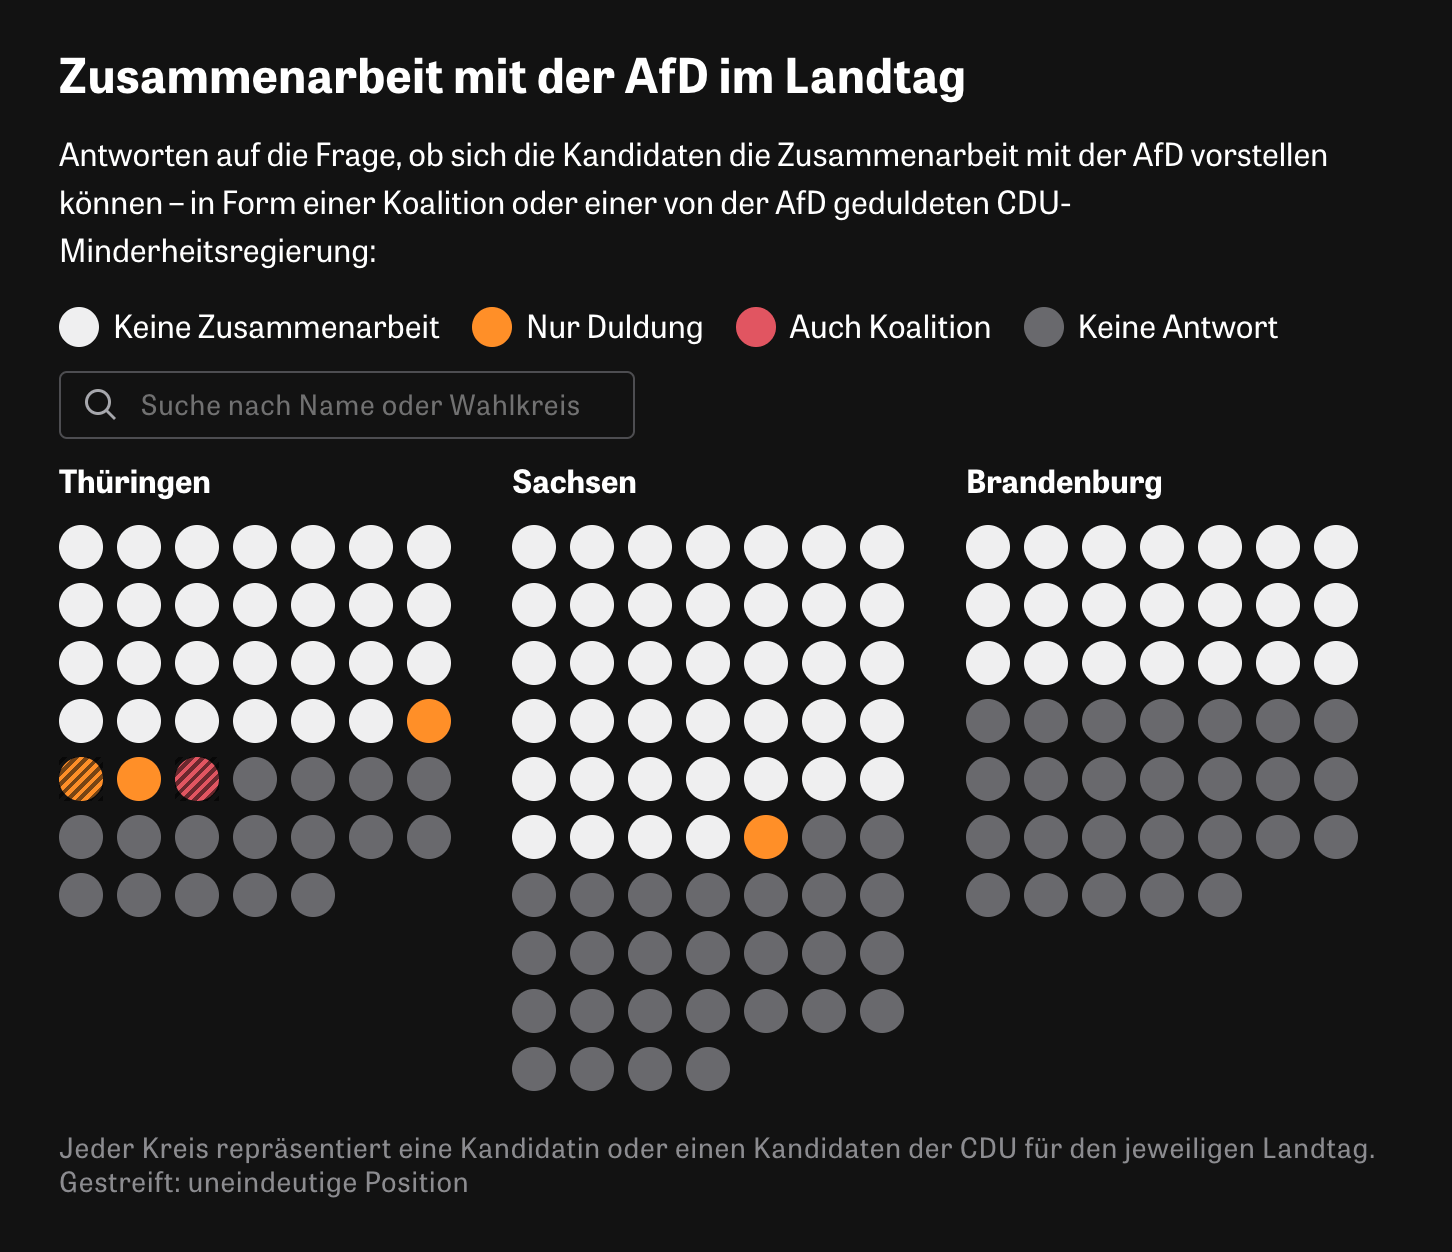 Zusammenarbeit mit der AfD im Landtag
Antworten auf die Frage, ob sich die Kandidaten die Zusammenarbeit mit der AfD vorstellen
können – in Form einer Koalition oder einer von der AfD geduldeten CDU-
Minderheitsregierung:
Keine Zusammenarbeit Nur Duldung Auch Koalition Keine Antwort
Suche nach Name oder Wahlkreis
Thüringen Sachsen Brandenburg
Jeder Kreis repräsentiert eine Kandidatin oder einen Kandidaten der CDU für den jeweiligen Landtag.
Gestreift: uneindeutige Position